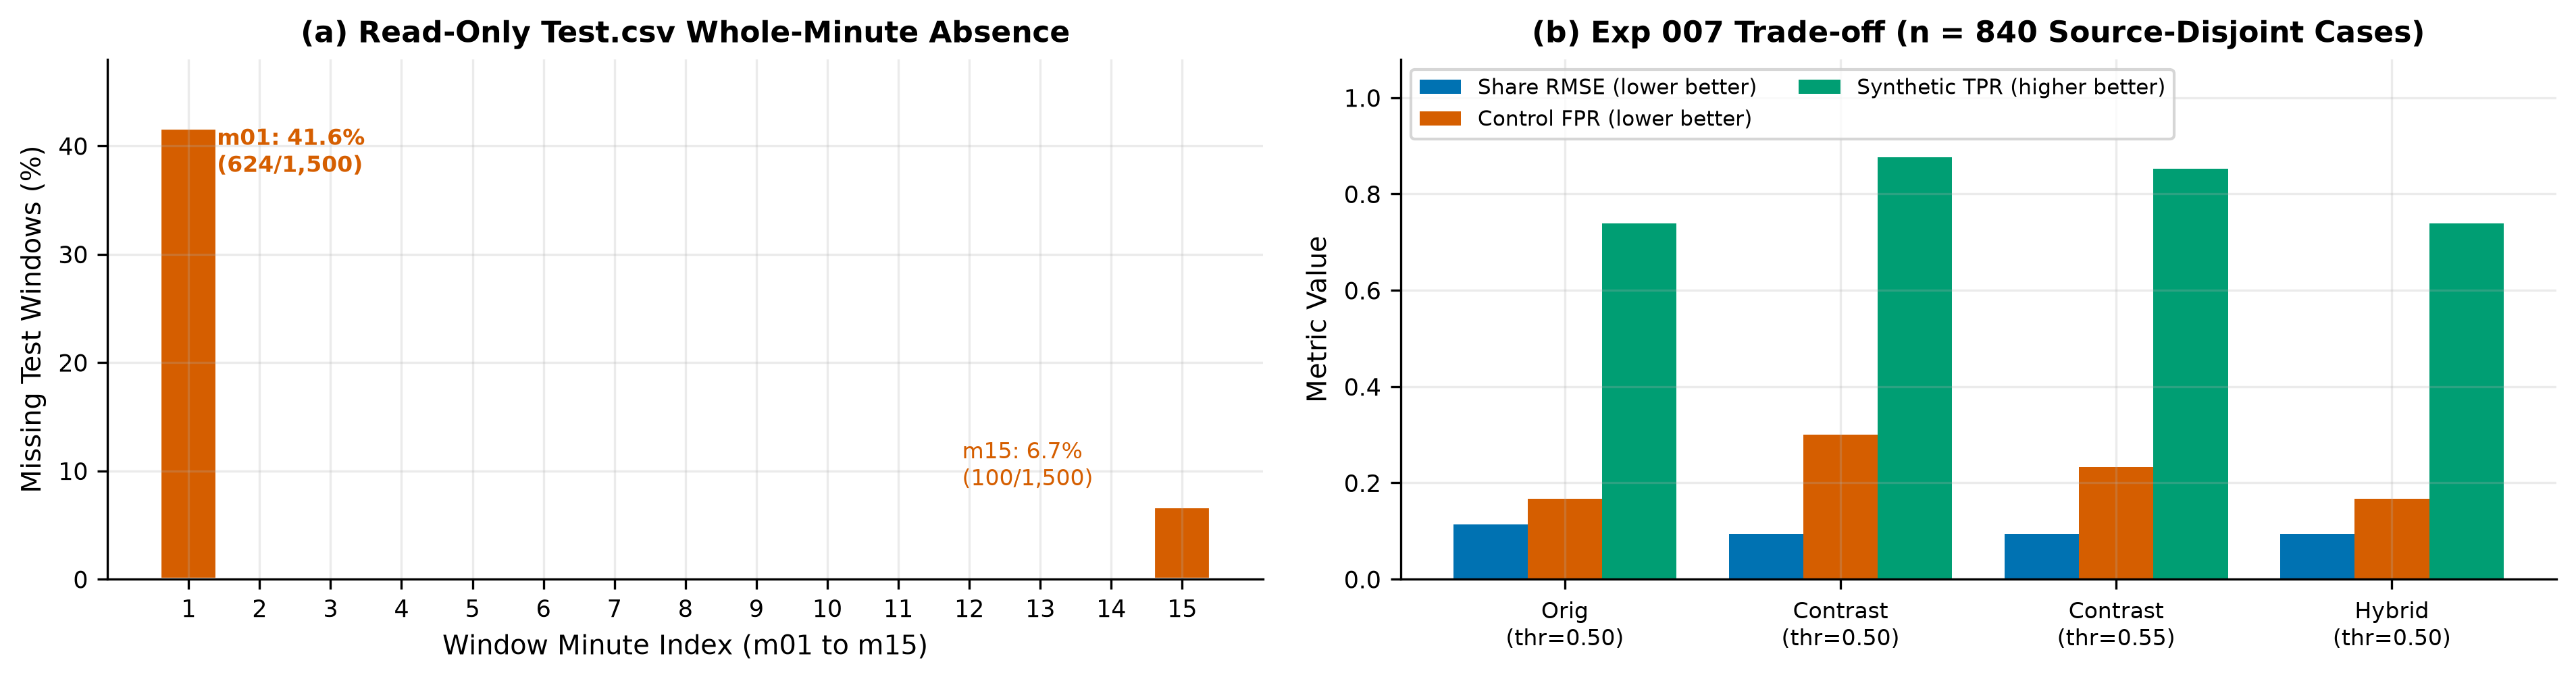 (a) Read-Only Test.csv Whole-Minute Absence
Missing Test Windows (%)
40
30
20
10
0
m01: 41.6%
(624/1,500)
m15: 6.7%
(100/1,500)
1 2 3 4 5 6 7 8 9 10 11 12 13 14 15
Window Minute Index (m01 to m15)
(b) Exp 007 Trade-off (n = 840 Source-Disjoint Cases)
Share RMSE (lower better)
Control FPR (lower better)
Synthetic TPR (higher better)
Metric Value
1.0
0.8
0.6
0.4
0.2
0.0
Orig
(thr=0.50)
Contrast
(thr=0.50)
Contrast
(thr=0.55)
Hybrid
(thr=0.50)